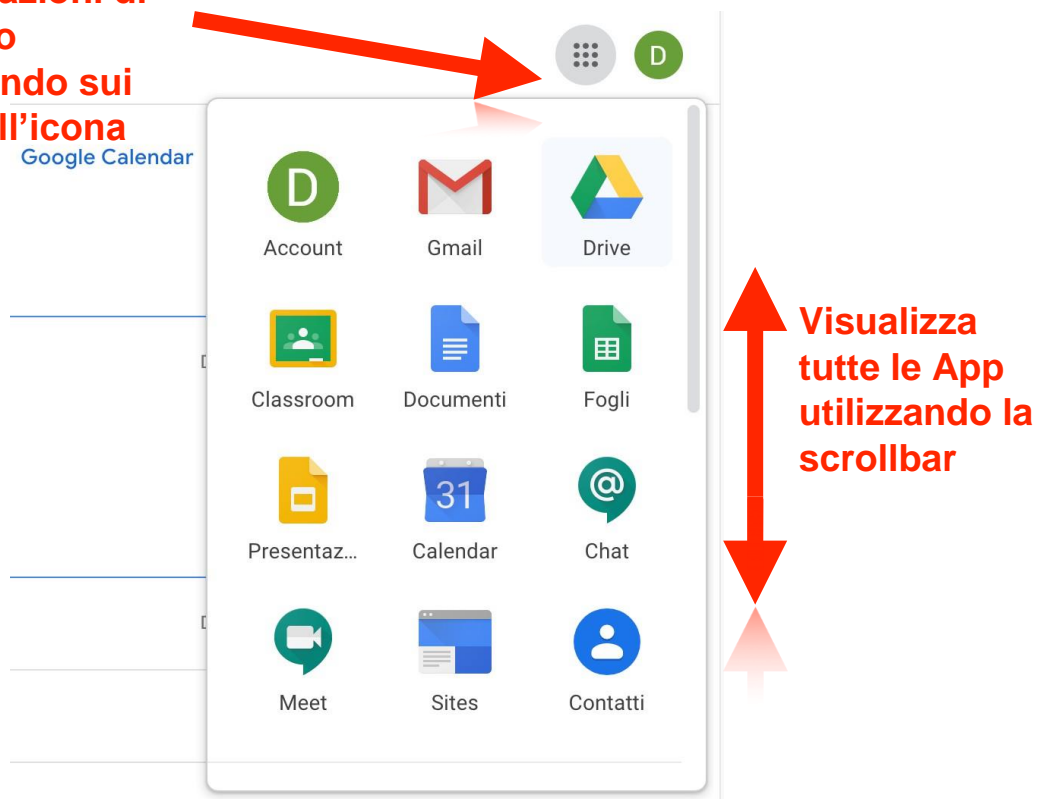 ndo sui
ll'icona
Google Calendar
D
D
Account
Gmail
Drive
Classroom
Documenti
Fogli
Presentaz...
31
Calendar
@
Chat
Meet
Sites
Contatti
Visualizza
tutte le App
utilizzando la
scrollbar